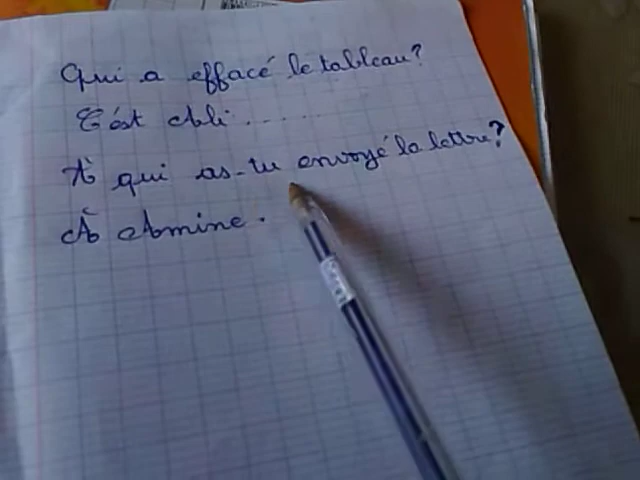 Qui a effacé le tableau?
C'est Ali......
À qui as-tu envoyé la lettre?
À Amine.